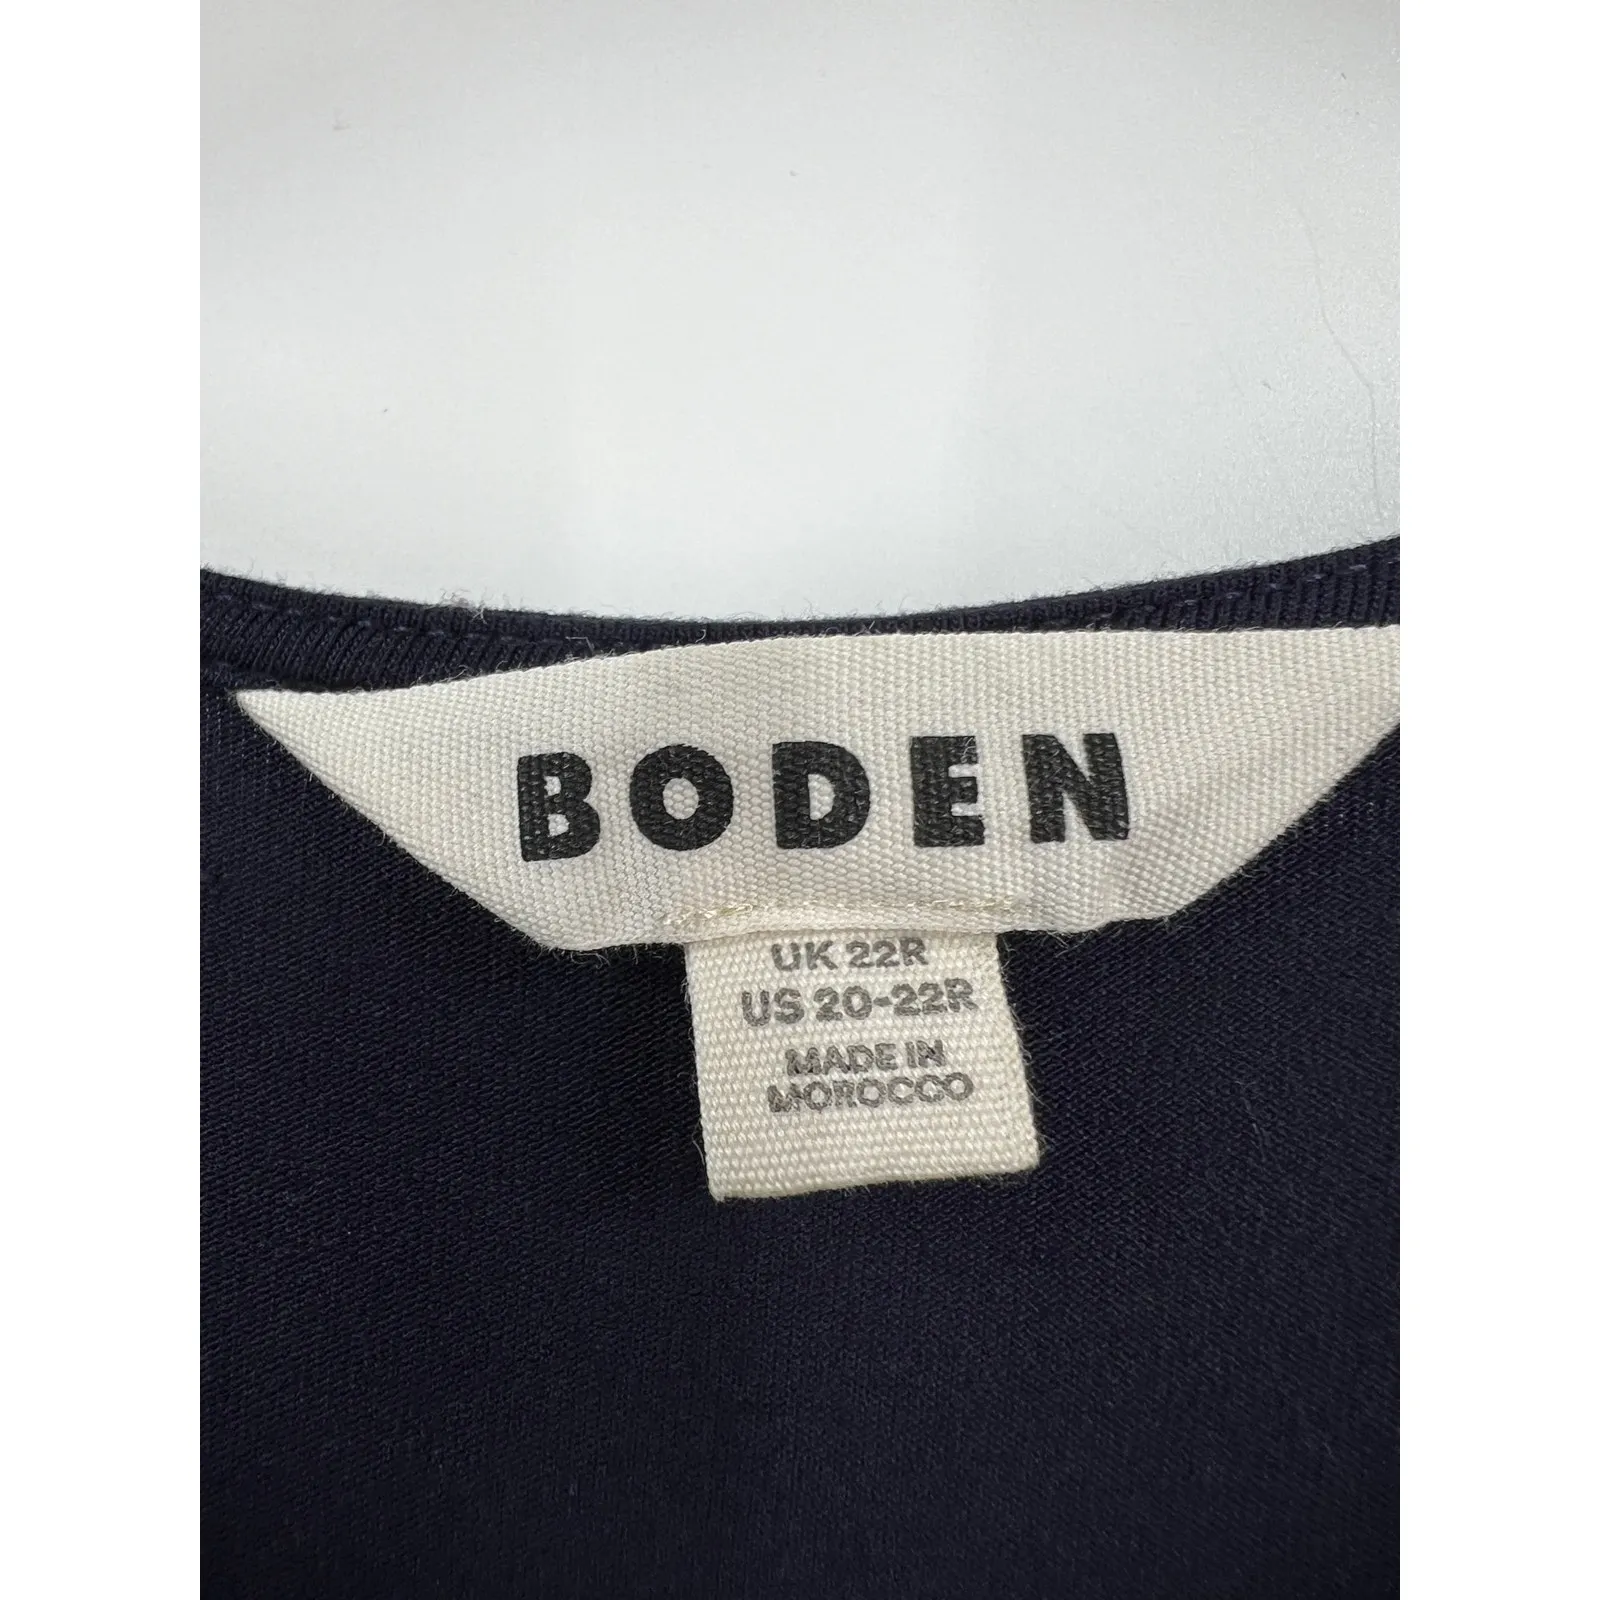 BODEN
UK 22R
US 20-22R
MADE IN
MOROCCO